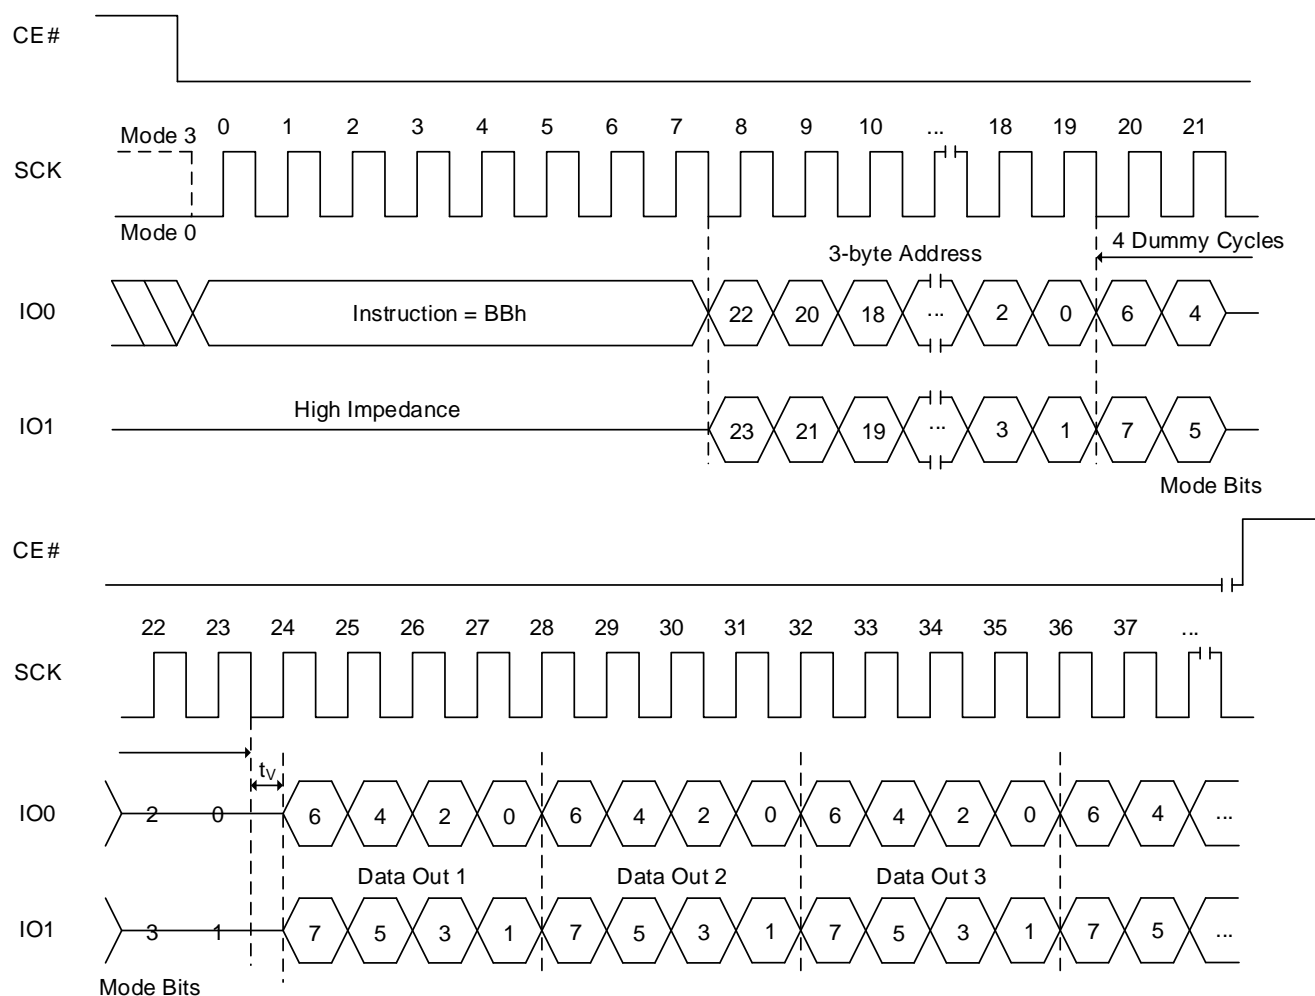 CE#
Mode 3 0 1 2 3 4 5 6 7 8 9 10 ... 18 19 20 21
SCK
Mode 0
3-byte Address 4 Dummy Cycles
IO0 Instruction = BBh 22 20 18 ... 2 0 6 4
High Impedance
IO1 23 21 19 ... 3 1 7 5
Mode Bits
CE#
22 23 24 25 26 27 28 29 30 31 32 33 34 35 36 37 ...
SCK
tV
IO0 2 0 6 4 2 0 6 4 2 0 6 4 2 0 6 4 ...
Data Out 1 Data Out 2 Data Out 3
IO1 3 1 7 5 3 1 7 5 3 1 7 5 3 1 7 5 ...
Mode Bits